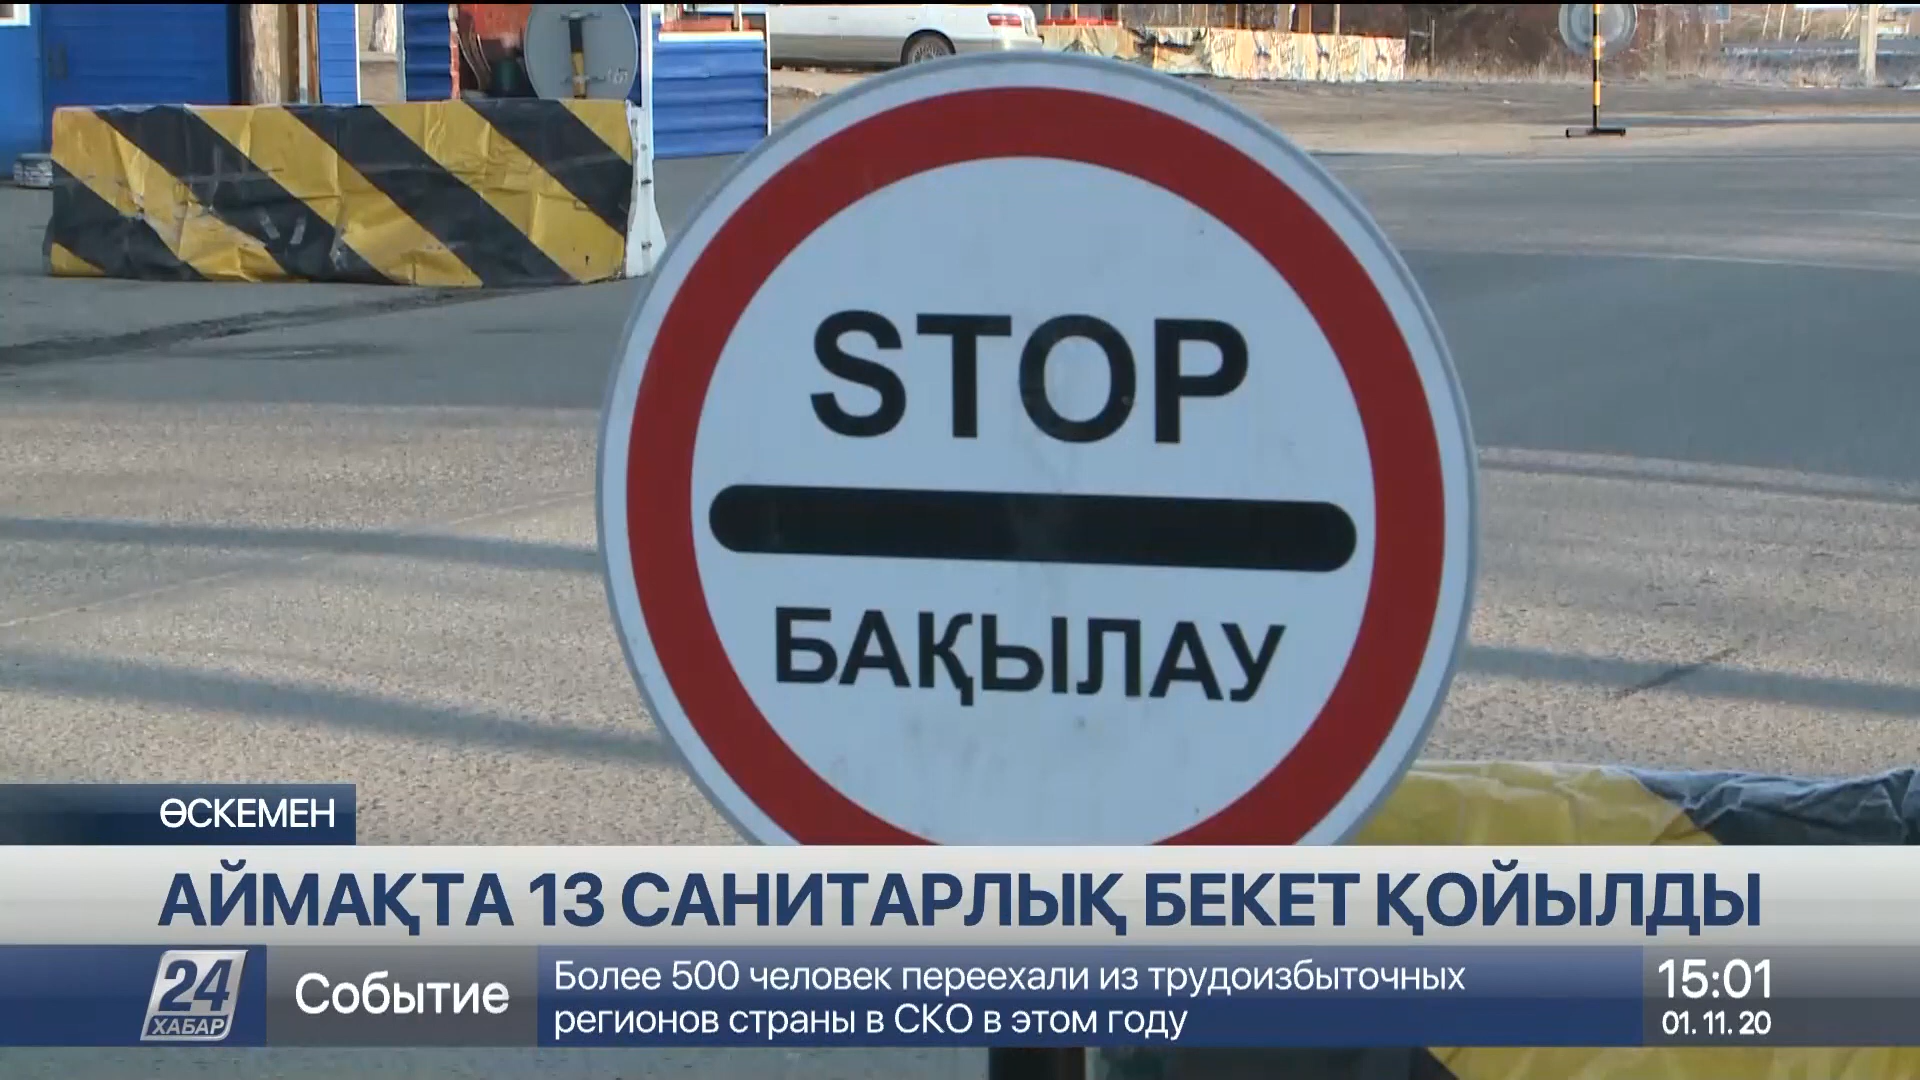 STOP
БАҚЫЛАУ
ӨСКЕМЕН
АЙМАҚТА 13 САНИТАРЛЫҚ БЕКЕТ ҚОЙЫЛДЫ
24
ХАБАР
Событие
Более 500 человек переехали из трудоизбыточных
регионов страны в СКО в этом году
15:01
01. 11. 20